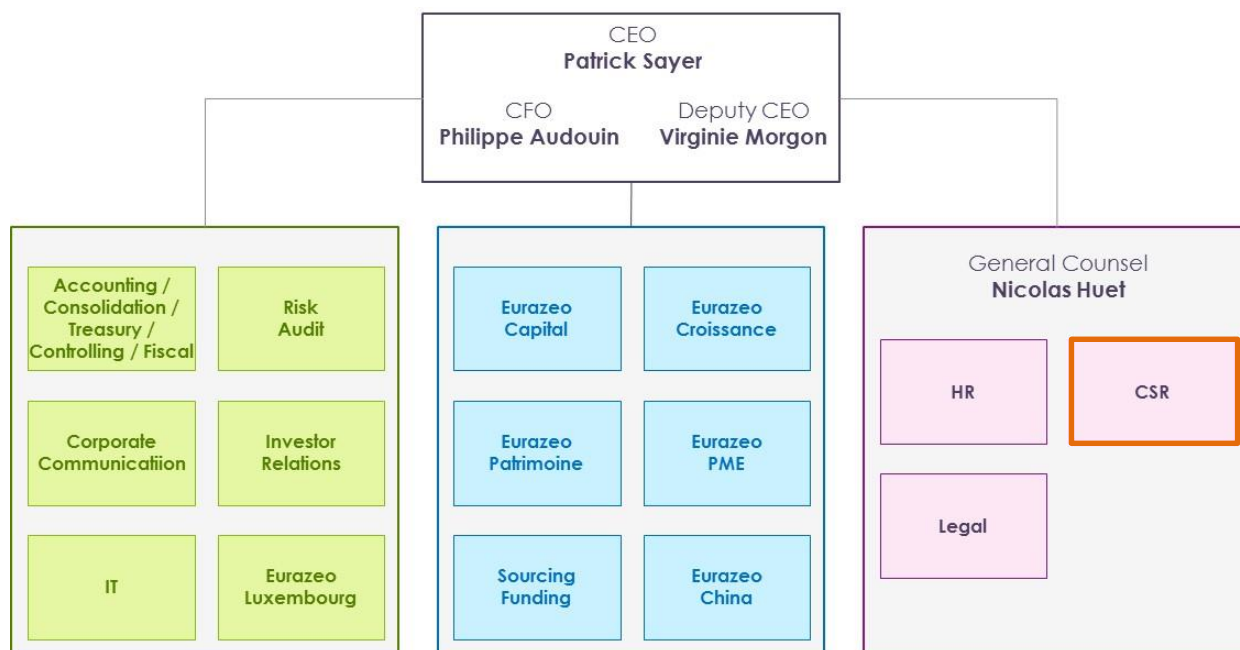 CEO
Patrick Sayer
CFO
Philippe Audouin
Deputy CEO
Virginie Morgon
Accounting /
Consolidation /
Treasury /
Controlling / Fiscal
Risk
Audit
Corporate
Communicatiion
Investor
Relations
IT
Eurazeo
Luxembourg
Eurazeo
Capital
Eurazeo
Croissance
Eurazeo
Patrimoine
Eurazeo
PME
Sourcing
Funding
Eurazeo
China
General Counsel
Nicolas Huet
HR
CSR
Legal